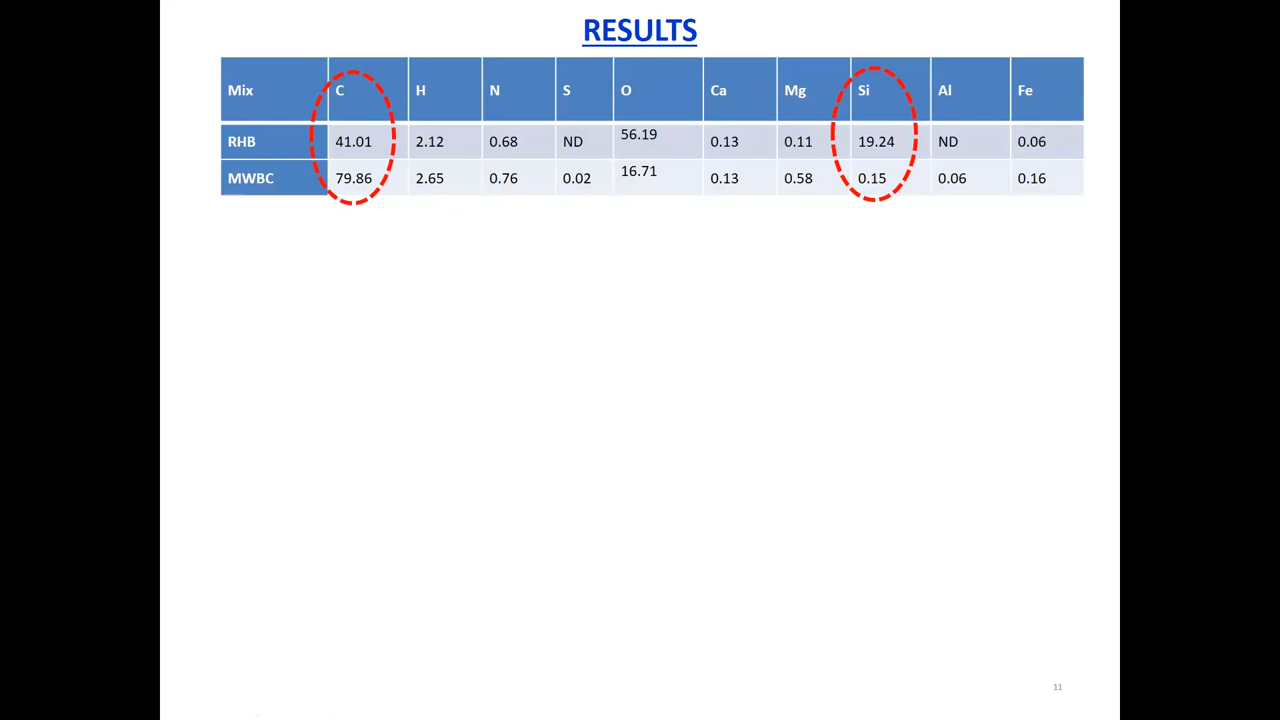 RESULTS
Mix C H N S O Ca Mg Si Al Fe
RHB 41.01 2.12 0.68 ND 56.19 0.13 0.11 19.24 ND 0.06
MWBC 79.86 2.65 0.76 0.02 16.71 0.13 0.58 0.15 0.06 0.16
11